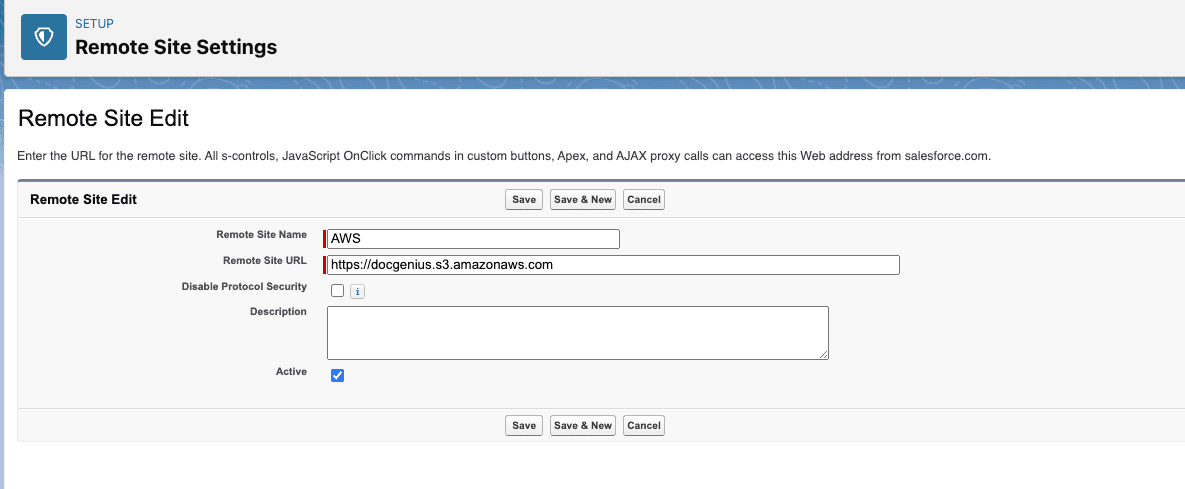 SETUP
Remote Site Settings
Remote Site Edit
Enter the URL for the remote site. All s-controls, JavaScript OnClick commands in custom buttons, Apex, and AJAX proxy calls can access this Web address from salesforce.com.
Remote Site Edit Save Save & New Cancel
Remote Site Name AWS
Remote Site URL https://docgenius.s3.amazonaws.com
Disable Protocol Security i
Description
Active
Save Save & New Cancel